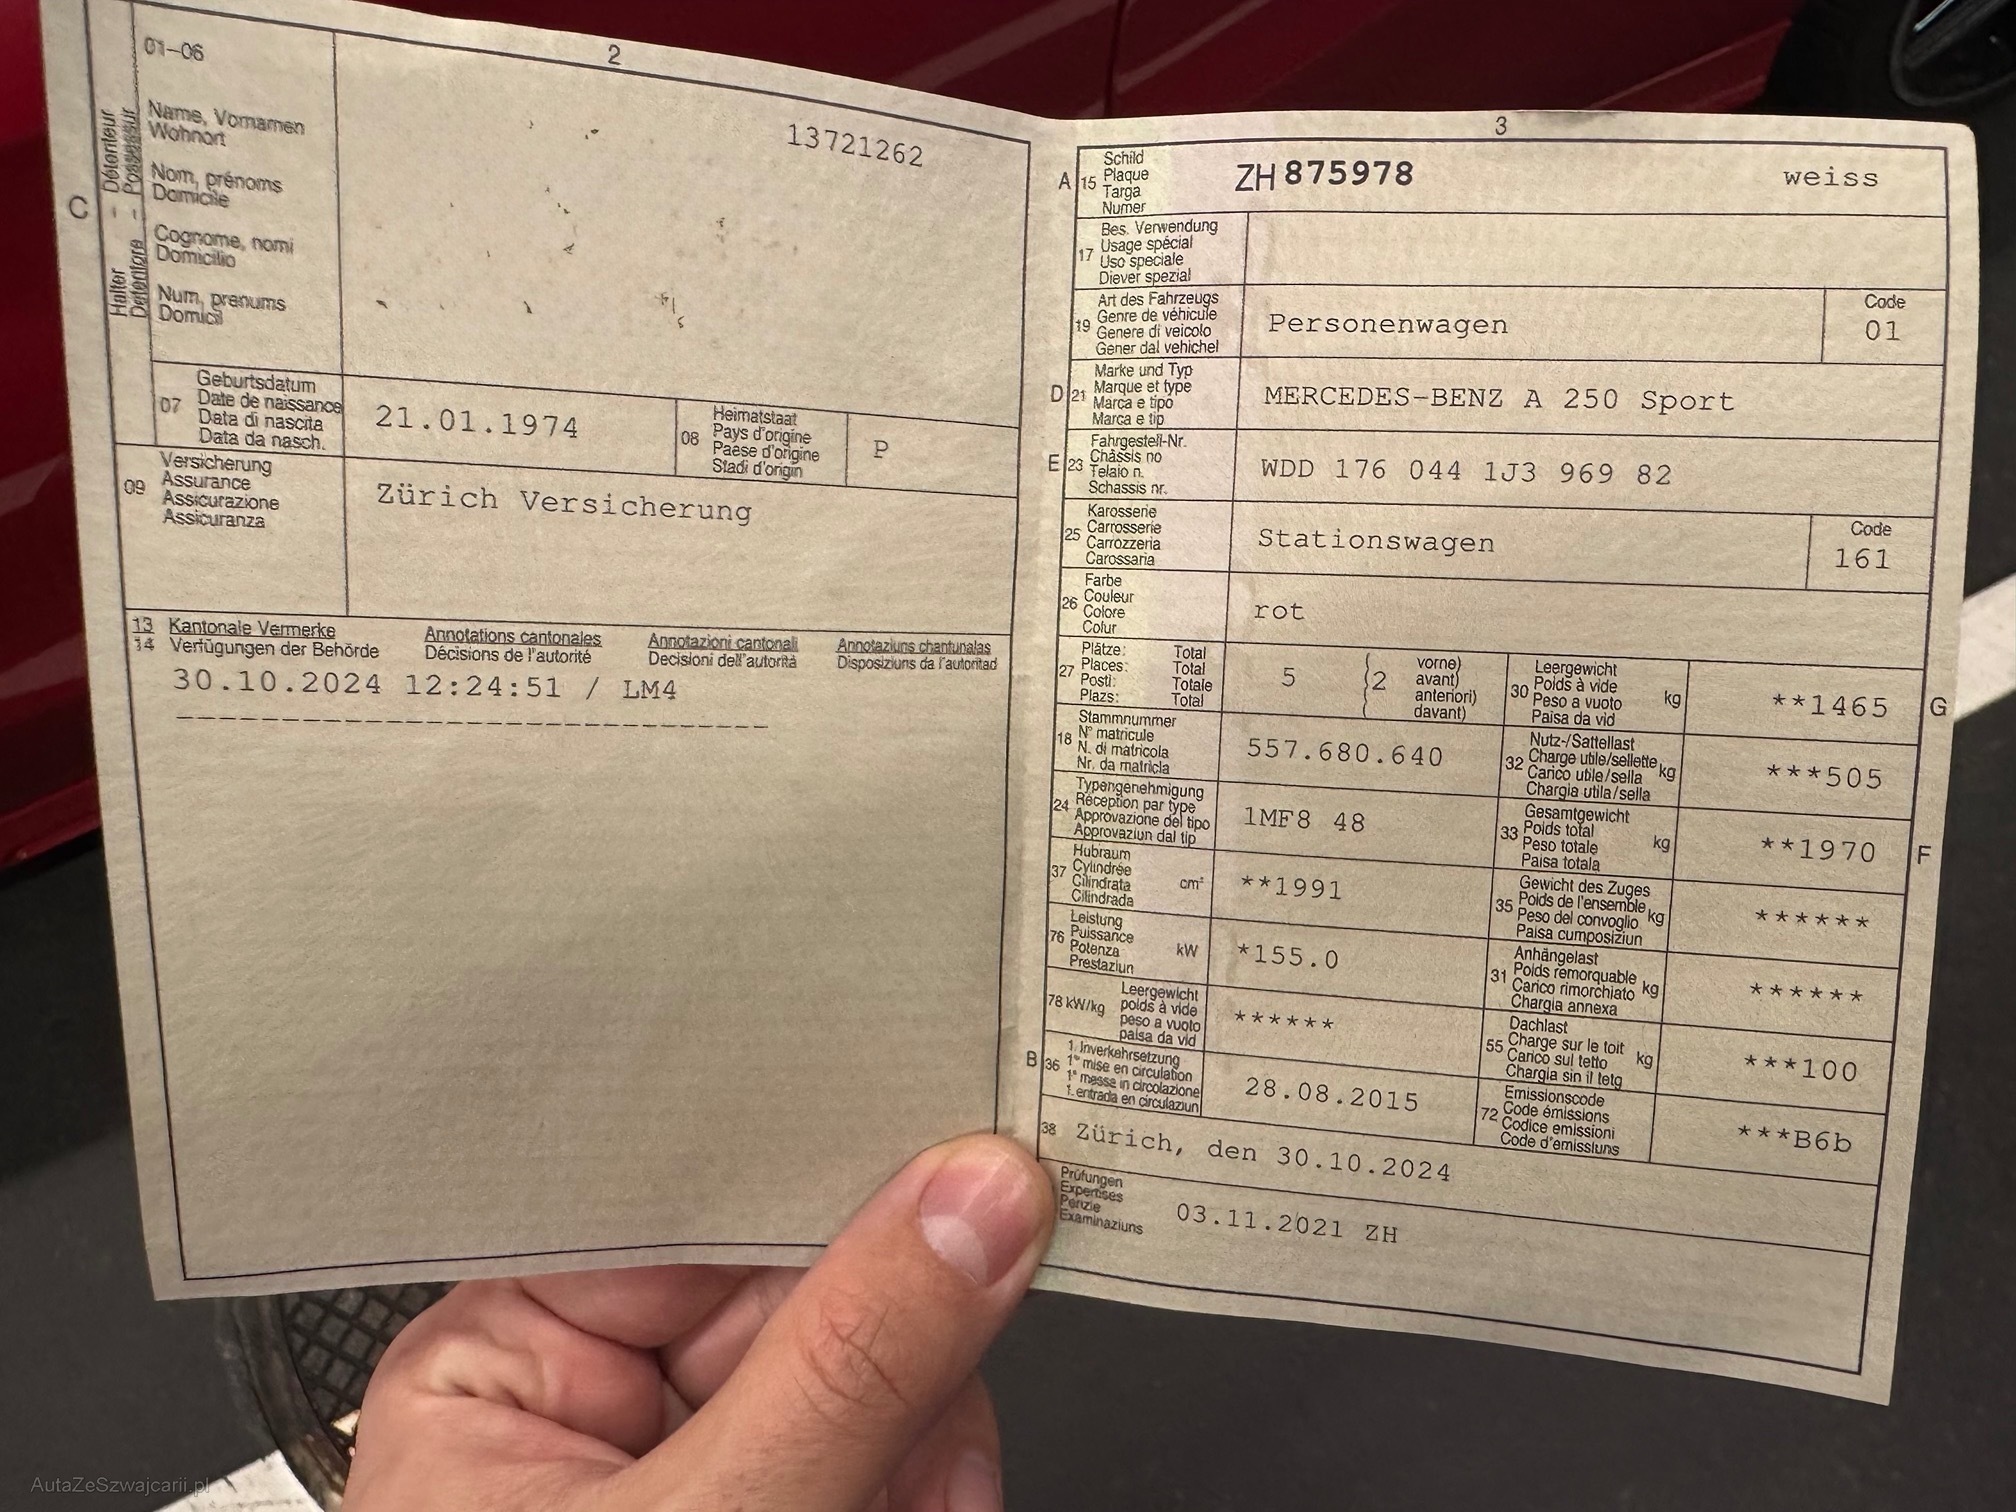 2
01–06
Halter – Détenteur
Detentore – Possessur
C
Name, Vornamen
Wohnort
Nom, prénoms
Domicile
Cognome, nomi
Domicilio
Num, prenums
Domicil
13721262
07
Geburtsdatum
Date de naissance
Data di nascita
Data da nasch.
21.01.1974
08
Heimatstaat
Pays d'origine
Paese d'origine
Stadi d'origin
P
09
Versicherung
Assurance
Assicurazione
Assicuranza
Zürich Versicherung
13 Kantonale Vermerke Annotations cantonales Annotazioni cantonali Annotaziuns chantunalas
14 Verfügungen der Behörde Décisions de l'autorité Decisioni dell'autorità Disposiziuns da l'autoritad
30.10.2024 12:24:51 / LM4
3
A 15
Schild
Plaque
Targa
Numer
ZH 875978 weiss
17
Bes. Verwendung
Usage spécial
Uso speciale
Diever spezial
19
Art des Fahrzeugs
Genre de véhicule
Genere di veicolo
Gener dal vehichel
Personenwagen
Code
01
D 21
Marke und Typ
Marque et type
Marca e tipo
Marca e tip
MERCEDES-BENZ A 250 Sport
E 23
Fahrgestell-Nr.
Châssis no
Telaio n.
Schassis nr.
WDD 176 044 1J3 969 82
25
Karosserie
Carrosserie
Carrozzeria
Carossaria
Stationswagen
Code
161
26
Farbe
Couleur
Colore
Colur
rot
27
Plätze: Total
Places: Total
Posti: Totale
Plazs: Total
5
(2
vorne)
avant)
anteriori)
davant)
30
Leergewicht
Poids à vide
Peso a vuoto
Paisa da vid
kg
**1465
G
18
Stammnummer
N° matricule
N. di matricola
Nr. da matricla
557.680.640
32
Nutz-/Sattellast
Charge utile/sellette
Carico utile/sella
Chargia utila/sella
kg
***505
24
Typengenehmigung
Réception par type
Approvazione del tipo
Approvaziun dal tip
1MF8 48
33
Gesamtgewicht
Poids total
Peso totale
Paisa totala
kg
**1970
F
37
Hubraum
Cylindrée
Cilindrata
Cilindrada
cm³
**1991
35
Gewicht des Zuges
Poids de l'ensemble
Peso del convoglio
Paisa cumposiziun
kg
******
76
Leistung
Puissance
Potenza
Prestaziun
kW
*155.0
31
Anhängelast
Poids remorquable
Carico rimorchiato
Chargia annexa
kg
******
78 kW/kg
Leergewicht
poids à vide
peso a vuoto
paisa da vid
******
55
Dachlast
Charge sur le toit
Carico sul tetto
Chargia sin il tetg
kg
***100
B 36
1. Inverkehrsetzung
1re mise en circulation
1a messa in circolazione
1. entrada en circulaziun
28.08.2015
72
Emissionscode
Code émissions
Codice emissioni
Code d'emissiuns
***B6b
38
Zürich, den 30.10.2024
Prüfungen
Expertises
Perizie
Examinaziuns
03.11.2021 ZH
AutaZeSzwajcarii.pl